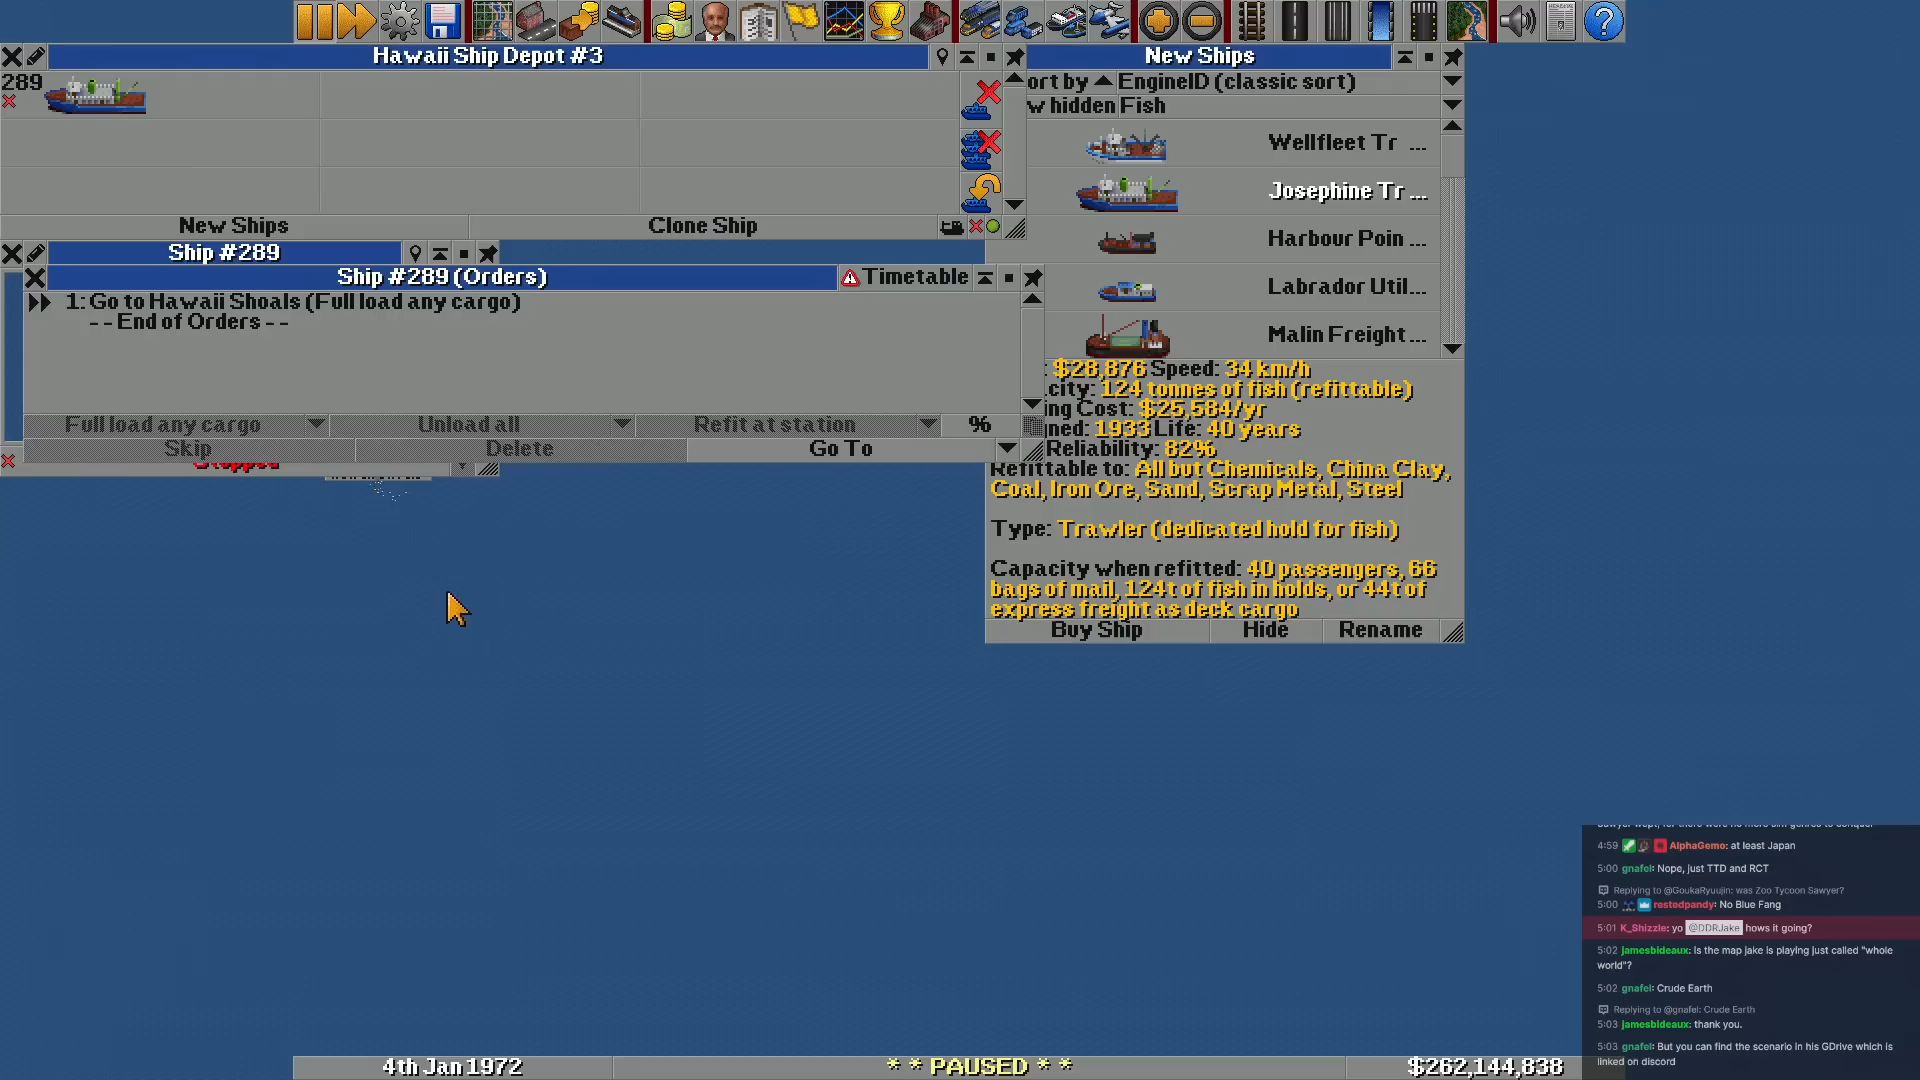 Hawaii Ship Depot #3
289
New Ships
Clone Ship
New Ships
ort by
EngineID (classic sort)
w hidden
Fish
Wellfleet Tr ...
Josephine Tr ...
Harbour Poin ...
Labrador Util...
Malin Freight ...
: $28,876 Speed: 34 km/h
city: 124 tonnes of fish (refittable)
ing Cost: $25,584/yr
ned: 1933 Life: 40 years
Reliability: 82%
Refittable to: All but Chemicals, China Clay,
Coal, Iron Ore, Sand, Scrap Metal, Steel
Type: Trawler (dedicated hold for fish)
Capacity when refitted: 40 passengers, 66
bags of mail, 124t of fish in holds, or 44t of
express freight as deck cargo
Buy Ship
Hide
Rename
Ship #289
Ship #289 (Orders)
Timetable
1: Go to Hawaii Shoals (Full load any cargo)
- - End of Orders - -
Full load any cargo
Unload all
Refit at station
%
Skip
Delete
Go To
Stopped
4:59 AlphaGemo: at least Japan
5:00 gnafel: Nope, just TTD and RCT
Replying to @GoukaRyuujin: was Zoo Tycoon Sawyer?
5:00 restedpandy: No Blue Fang
5:01 K_Shizzle: yo @DDRJake hows it going?
5:02 jamesbideaux: Is the map jake is playing just called "whole
world"?
5:02 gnafel: Crude Earth
Replying to @gnafel: Crude Earth
5:03 jamesbideaux: thank you.
5:03 gnafel: But you can find the scenario in his GDrive which is
linked on discord
4th Jan 1972
* * PAUSED * *
$262,144,838